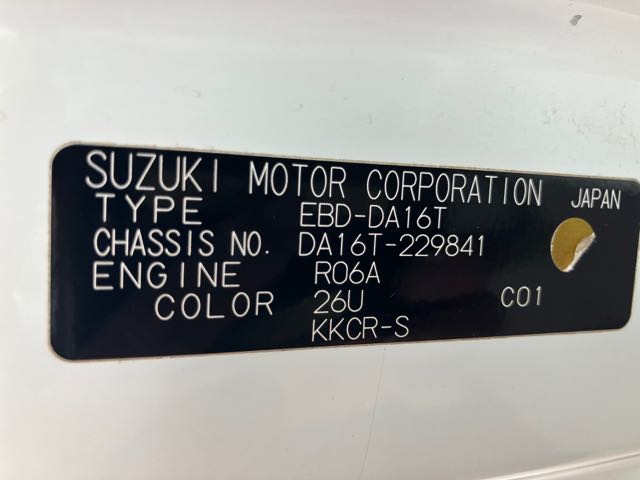 SUZUKI MOTOR CORPORATION JAPAN
TYPE EBD-DA16T
CHASSIS NO. DA16T-229841
ENGINE R06A
COLOR 26U C01
KKCR-S